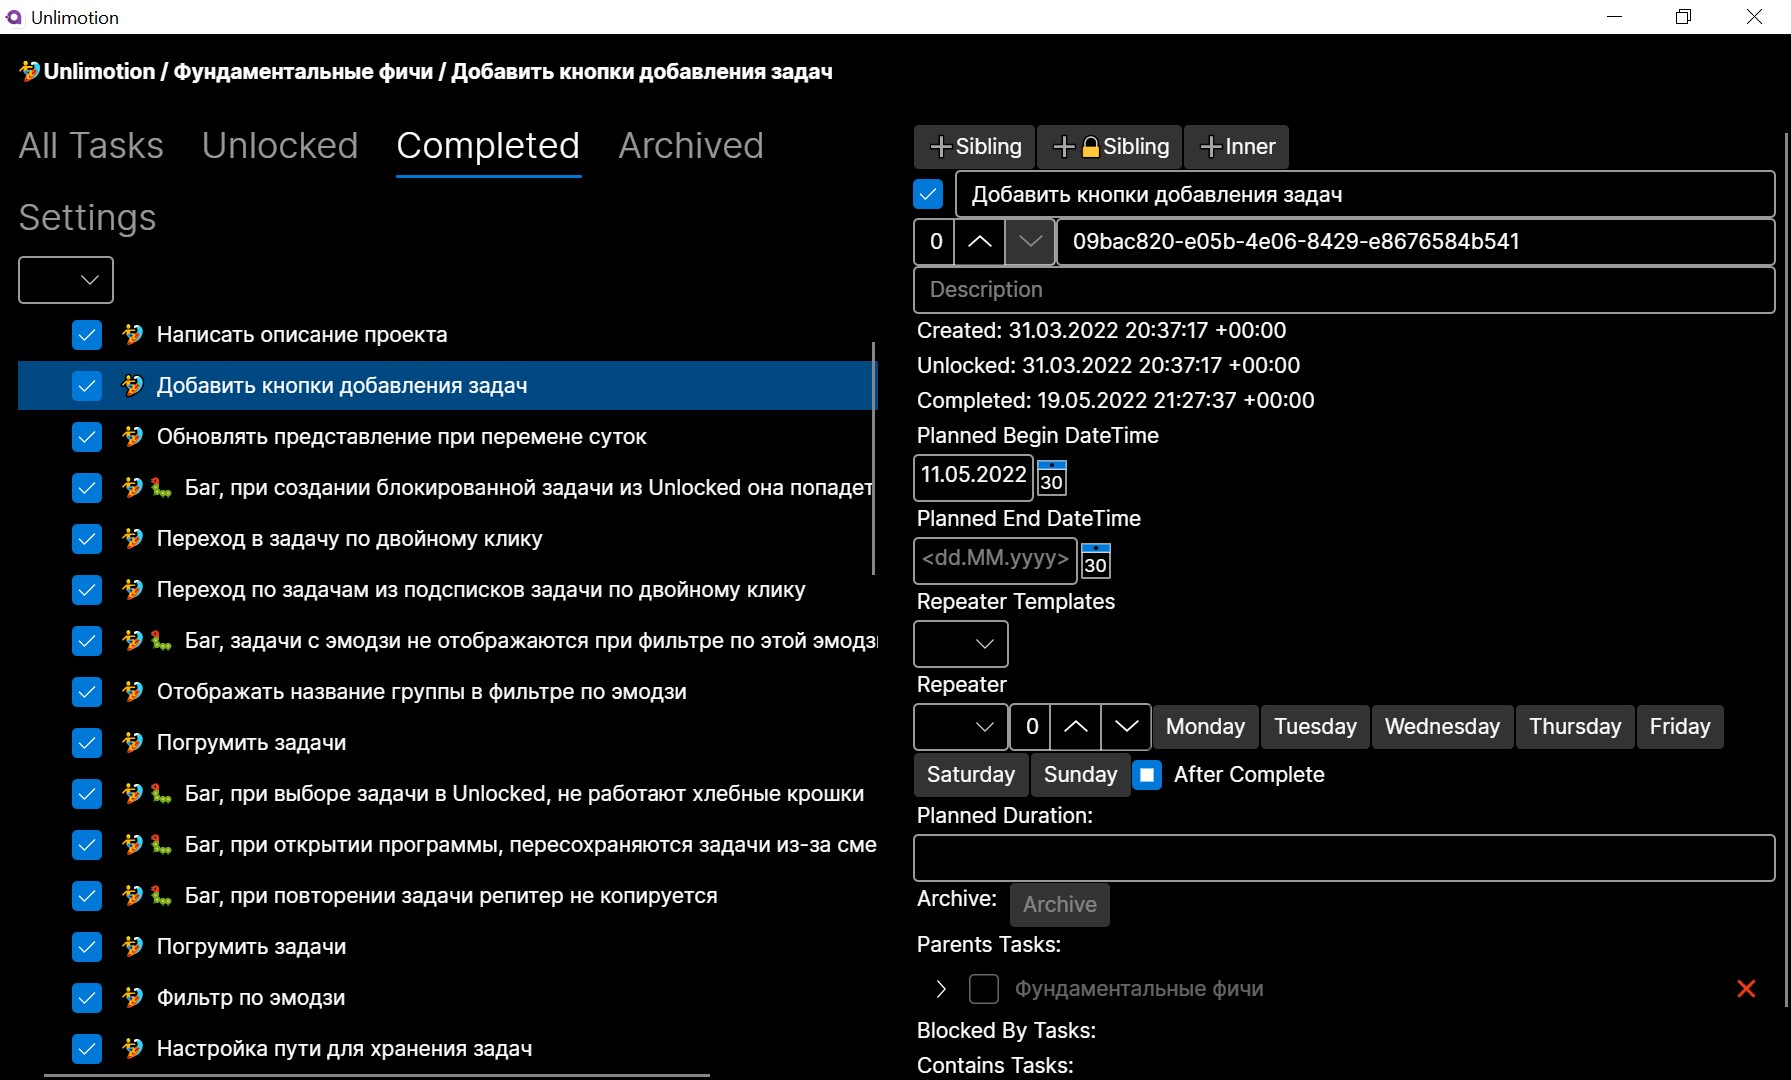 Unlimotion
Unlimotion / Фундаментальные фичи / Добавить кнопки добавления задач
All Tasks Unlocked Completed Archived
Settings
Написать описание проекта
Добавить кнопки добавления задач
Обновлять представление при перемене суток
Баг, при создании блокированной задачи из Unlocked она попадет
Переход в задачу по двойному клику
Переход по задачам из подсписков задачи по двойному клику
Баг, задачи с эмодзи не отображаются при фильтре по этой эмодзи
Отображать название группы в фильтре по эмодзи
Погрумить задачи
Баг, при выборе задачи в Unlocked, не работают хлебные крошки
Баг, при открытии программы, пересохраняются задачи из-за сме
Баг, при повторении задачи репитер не копируется
Погрумить задачи
Фильтр по эмодзи
Настройка пути для хранения задач
+Sibling +Sibling +Inner
Добавить кнопки добавления задач
0 09bac820-e05b-4e06-8429-e8676584b541
Description
Created: 31.03.2022 20:37:17 +00:00
Unlocked: 31.03.2022 20:37:17 +00:00
Completed: 19.05.2022 21:27:37 +00:00
Planned Begin DateTime
11.05.2022 30
Planned End DateTime
<dd.MM.yyyy> 30
Repeater Templates
Repeater
0 Monday Tuesday Wednesday Thursday Friday
Saturday Sunday After Complete
Planned Duration:
Archive: Archive
Parents Tasks:
Фундаментальные фичи
Blocked By Tasks:
Contains Tasks: